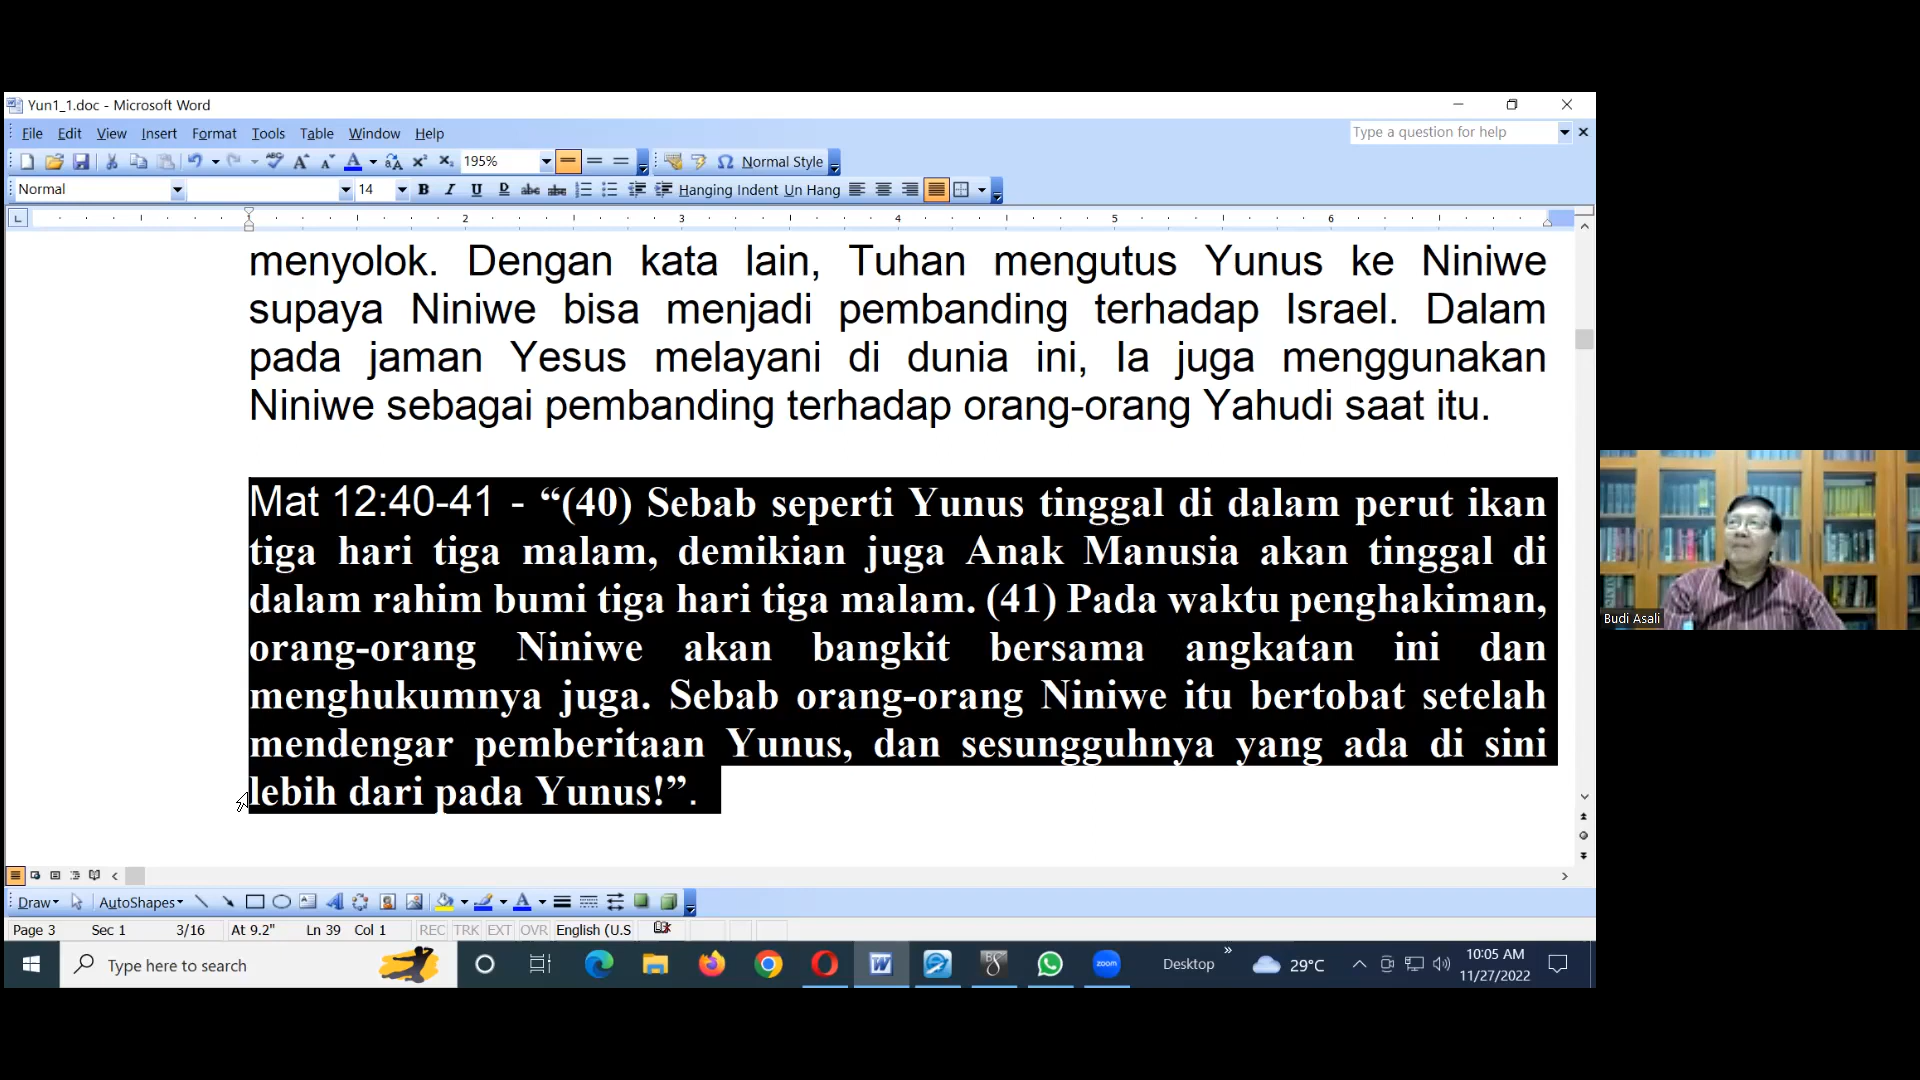 Yun1_1.doc - Microsoft Word
File Edit View Insert Format Tools Table Window Help
Type a question for help
195%
Normal Style
Normal
14
Hanging Indent Un Hang
2 3 4 5 6
menyolok. Dengan kata lain, Tuhan mengutus Yunus ke Niniwe
supaya Niniwe bisa menjadi pembanding terhadap Israel. Dalam
pada jaman Yesus melayani di dunia ini, Ia juga menggunakan
Niniwe sebagai pembanding terhadap orang-orang Yahudi saat itu.
Mat 12:40-41 - “(40) Sebab seperti Yunus tinggal di dalam perut ikan
tiga hari tiga malam, demikian juga Anak Manusia akan tinggal di
dalam rahim bumi tiga hari tiga malam. (41) Pada waktu penghakiman,
orang-orang Niniwe akan bangkit bersama angkatan ini dan
menghukumnya juga. Sebab orang-orang Niniwe itu bertobat setelah
mendengar pemberitaan Yunus, dan sesungguhnya yang ada di sini
lebih dari pada Yunus!”.
Budi Asali
Draw AutoShapes
Page 3 Sec 1 3/16 At 9.2" Ln 39 Col 1 REC TRK EXT OVR English (U.S
Type here to search
zoom
Desktop
29°C
10:05 AM
11/27/2022